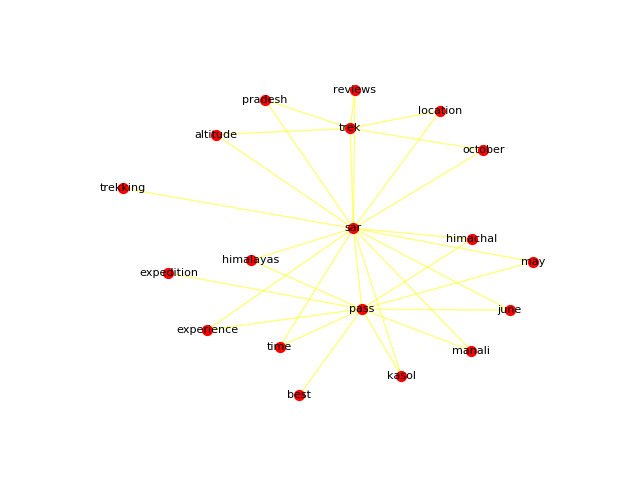 reviews
pradesh
location
trek
altitude
october
trekking
sar
himachal
himalayas
may
expedition
pass
june
experience
time
manali
kasol
best